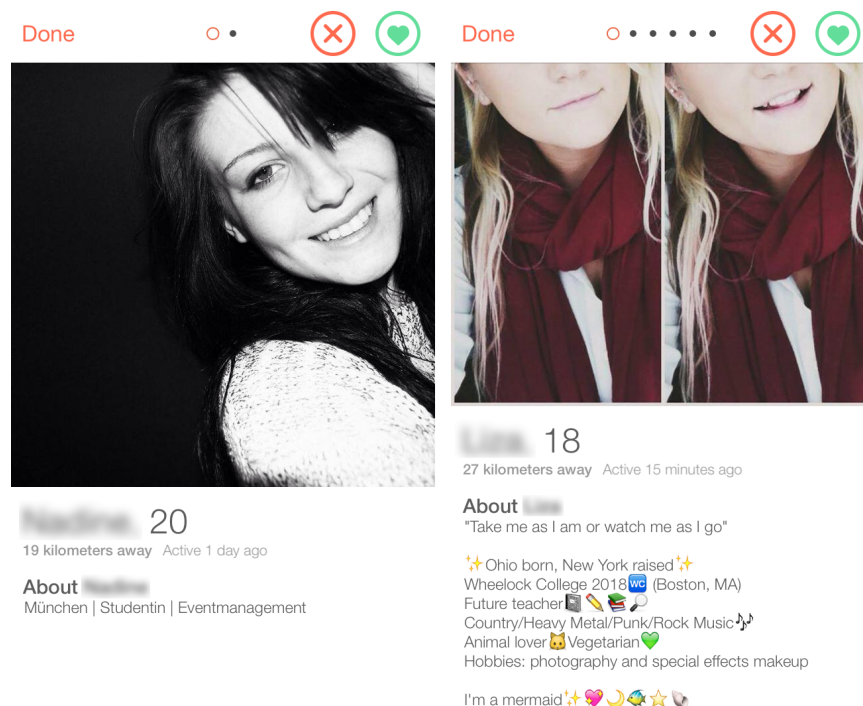 Done
20
19 kilometers away Active 1 day ago
About
München | Studentin | Eventmanagement
Done
18
27 kilometers away Active 15 minutes ago
About
"Take me as I am or watch me as I go"
✨Ohio born, New York raised✨
Wheelock College 2018🚾 (Boston, MA)
Future teacher📓✏️📚🔎
Country/Heavy Metal/Punk/Rock Music🎶
Animal lover🐱Vegetarian💚
Hobbies: photography and special effects makeup
I'm a mermaid✨💖🌙🐠⭐🐚